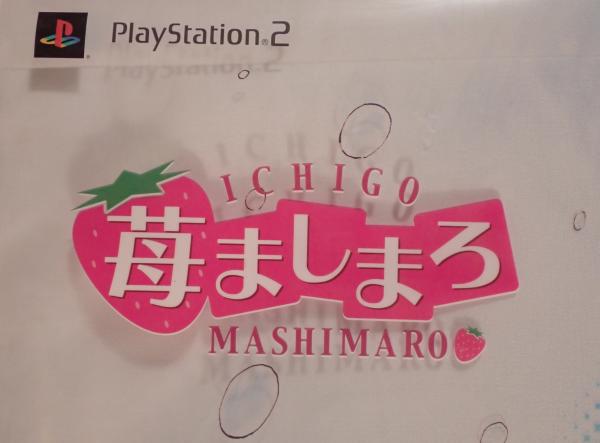 PlayStation®2
ICHIGO
苺ましまろ
MASHIMARO